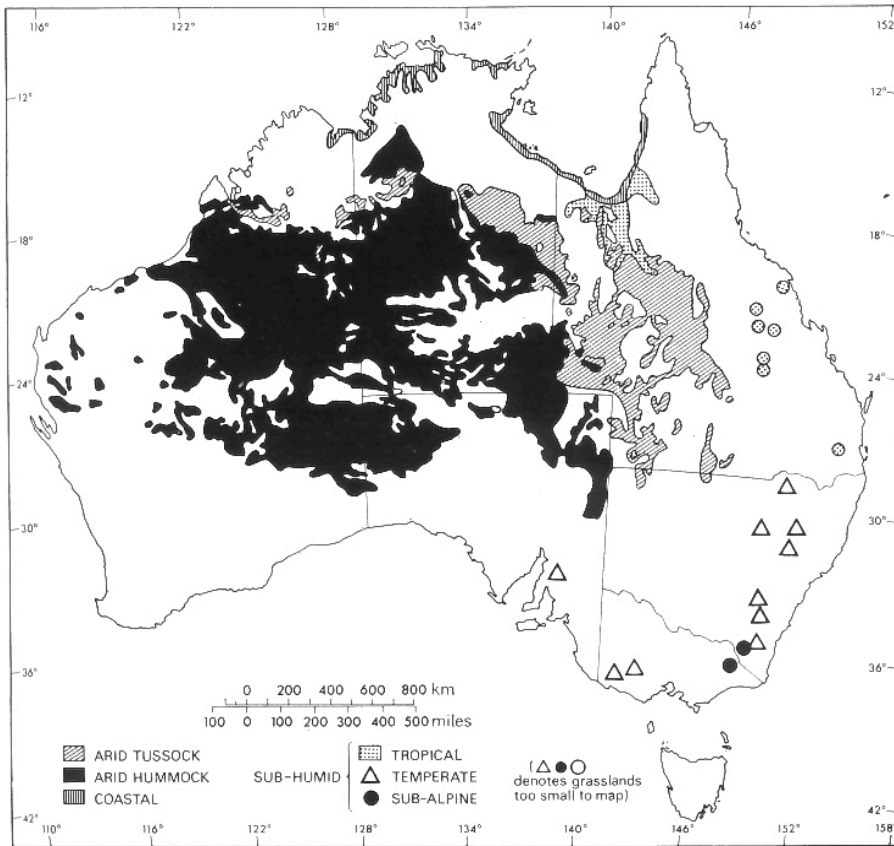 116° 122° 128° 134° 140° 146° 152°
12° 12°
18° 18°
24° 24°
30° 30°
36° 36°
42° 42°
0 200 400 600 800 km
100 0 100 200 300 400 500 miles
ARID TUSSOCK
ARID HUMMOCK
COASTAL
SUB-HUMID
TROPICAL
TEMPERATE
SUB-ALPINE
(
denotes grasslands
too small to map)
110° 116° 122° 128° 134° 140° 146° 152° 158°